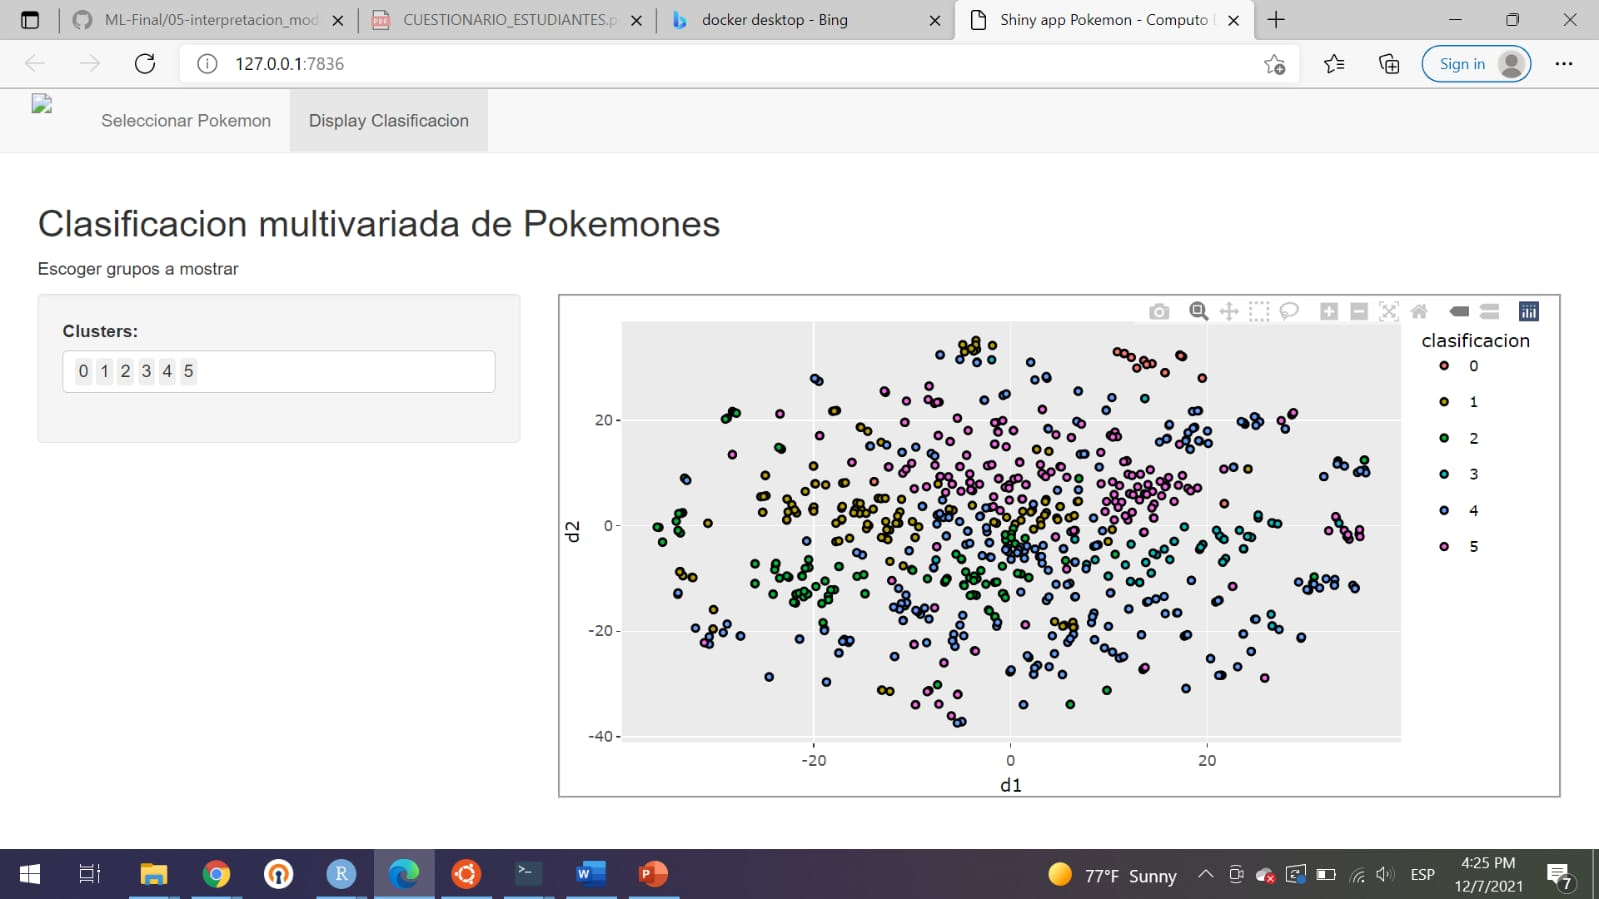 ML-Final/05-interpretacion_mod
CUESTIONARIO_ESTUDIANTES.p
docker desktop - Bing
Shiny app Pokemon - Computo
127.0.0.1:7836
Sign in
Seleccionar Pokemon
Display Clasificacion
Clasificacion multivariada de Pokemones
Escoger grupos a mostrar
Clusters:
0 1 2 3 4 5
clasificacion
0
1
2
3
4
5
20
0
-20
-40
d2
-20
0
20
d1
77°F Sunny
ESP
4:25 PM
12/7/2021
7